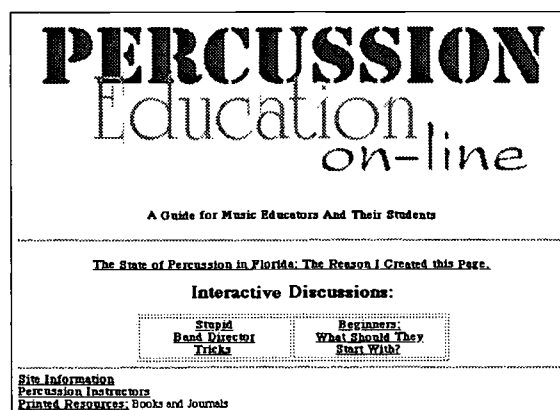 PERCUSSION
Education
on-line
A Guide for Music Educators And Their Students
The State of Percussion in Florida: The Reason I Created this Page.
Interactive Discussions:
Stupid
Band Director
Tricks
Beginners:
What Should They
Start With?
Site Information
Percussion Instructors
Printed Resources: Books and Journals